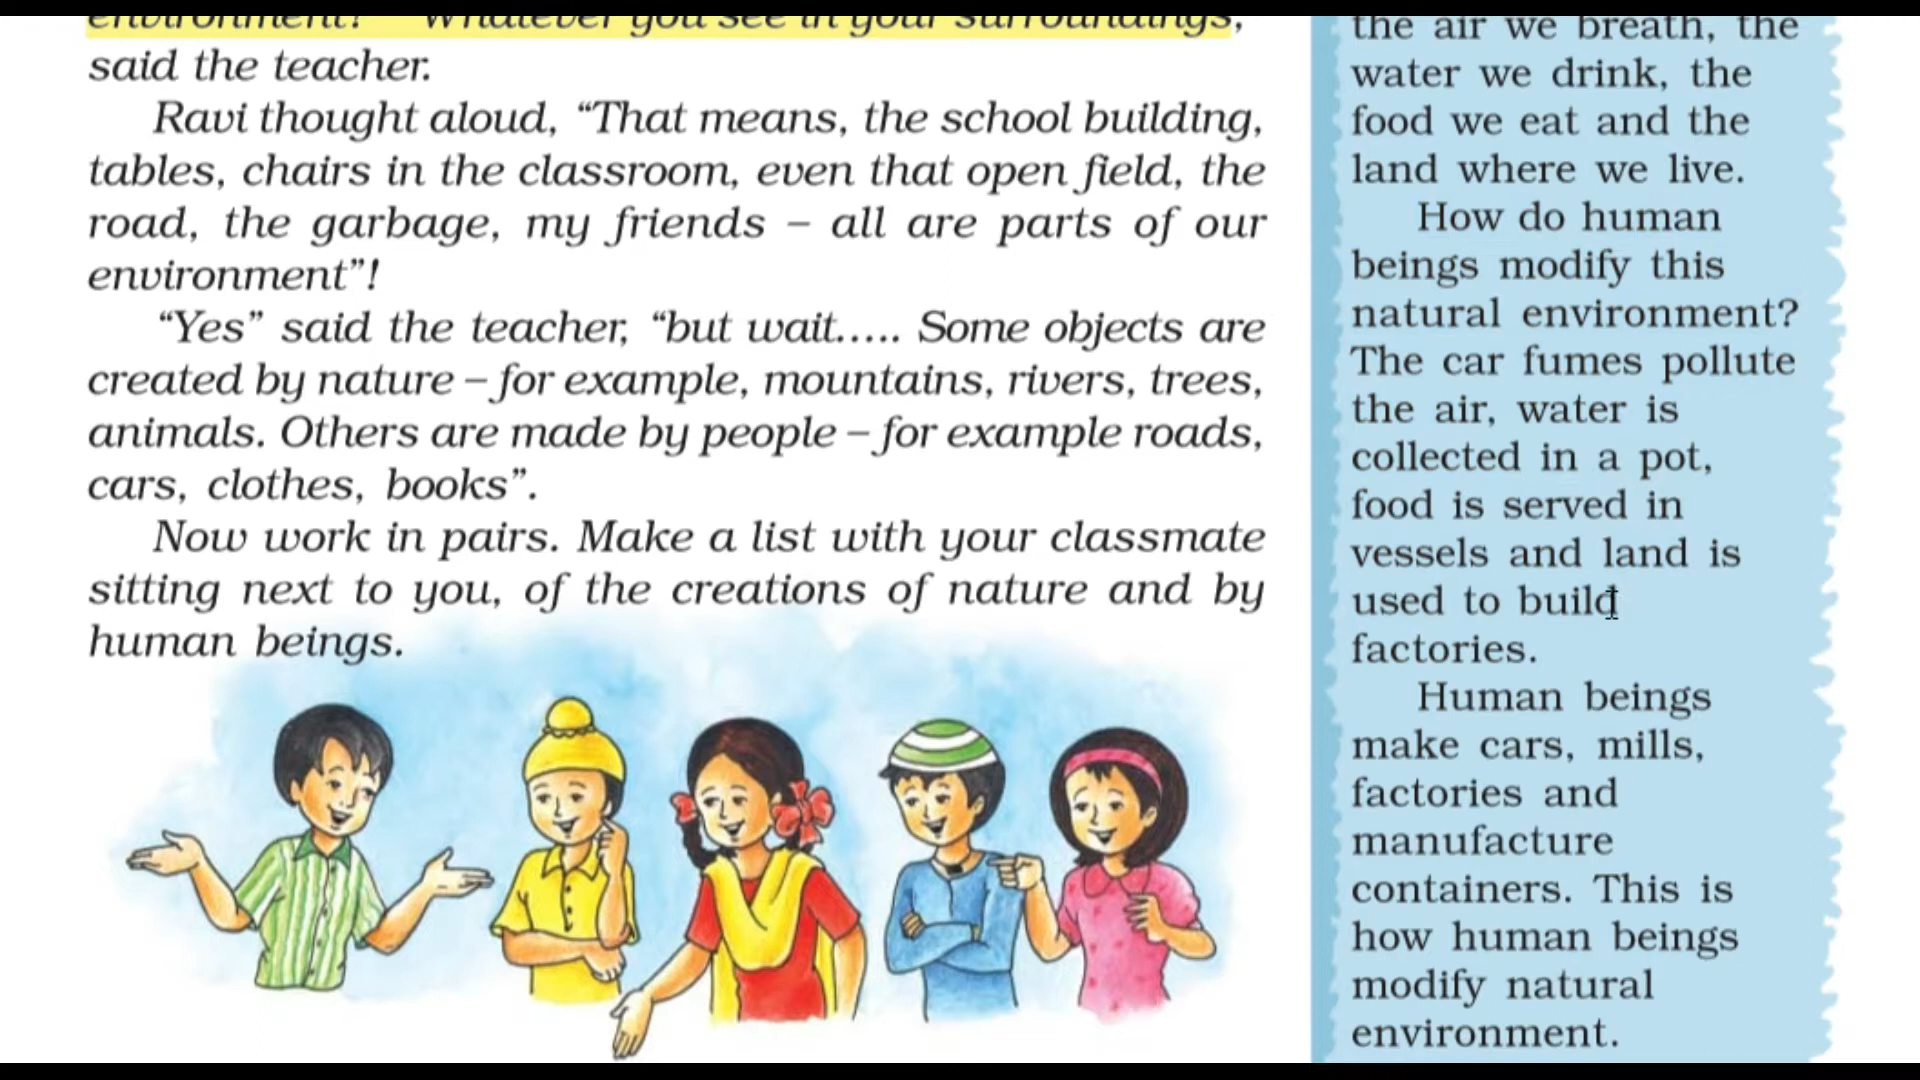 environment?" "Whatever you see in your surroundings",
said the teacher.
Ravi thought aloud, “That means, the school building,
tables, chairs in the classroom, even that open field, the
road, the garbage, my friends – all are parts of our
environment”!
“Yes” said the teacher, “but wait..... Some objects are
created by nature – for example, mountains, rivers, trees,
animals. Others are made by people – for example roads,
cars, clothes, books”.
Now work in pairs. Make a list with your classmate
sitting next to you, of the creations of nature and by
human beings.
the air we breath, the
water we drink, the
food we eat and the
land where we live.
How do human
beings modify this
natural environment?
The car fumes pollute
the air, water is
collected in a pot,
food is served in
vessels and land is
used to build
factories.
Human beings
make cars, mills,
factories and
manufacture
containers. This is
how human beings
modify natural
environment.